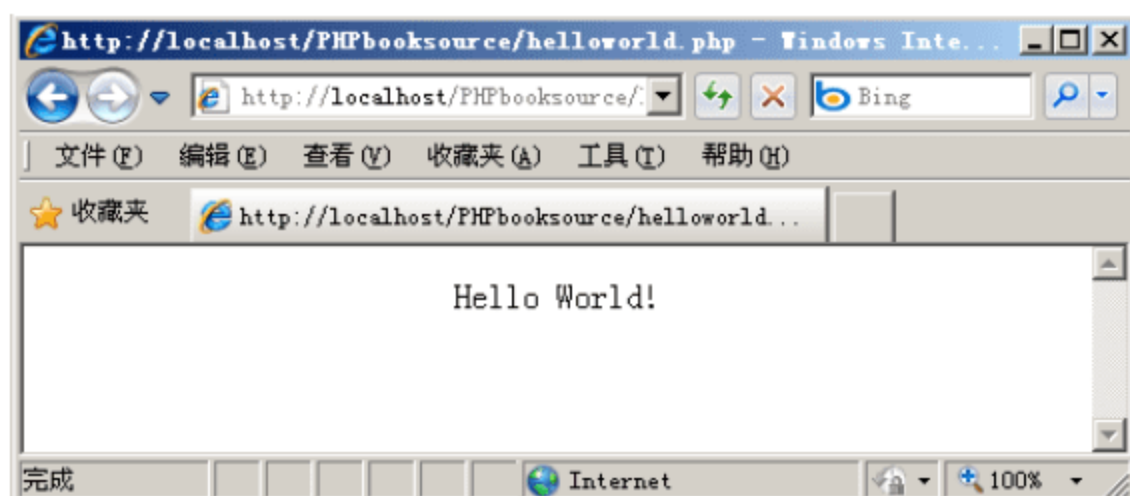 http://localhost/PHPbooksource/helloworld.php - Windows Inte...
http://localhost/PHPbooksource/ Bing
文件(F) 编辑(E) 查看(V) 收藏夹(A) 工具(T) 帮助(H)
收藏夹 http://localhost/PHPbooksource/helloworld...
Hello World!
完成 Internet 100%